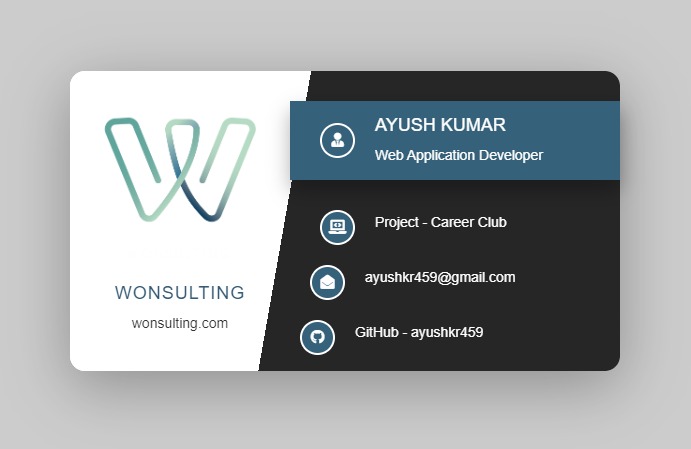 WONSULTING
wonsulting.com
AYUSH KUMAR
Web Application Developer
Project - Career Club
ayushkr459@gmail.com
GitHub - ayushkr459